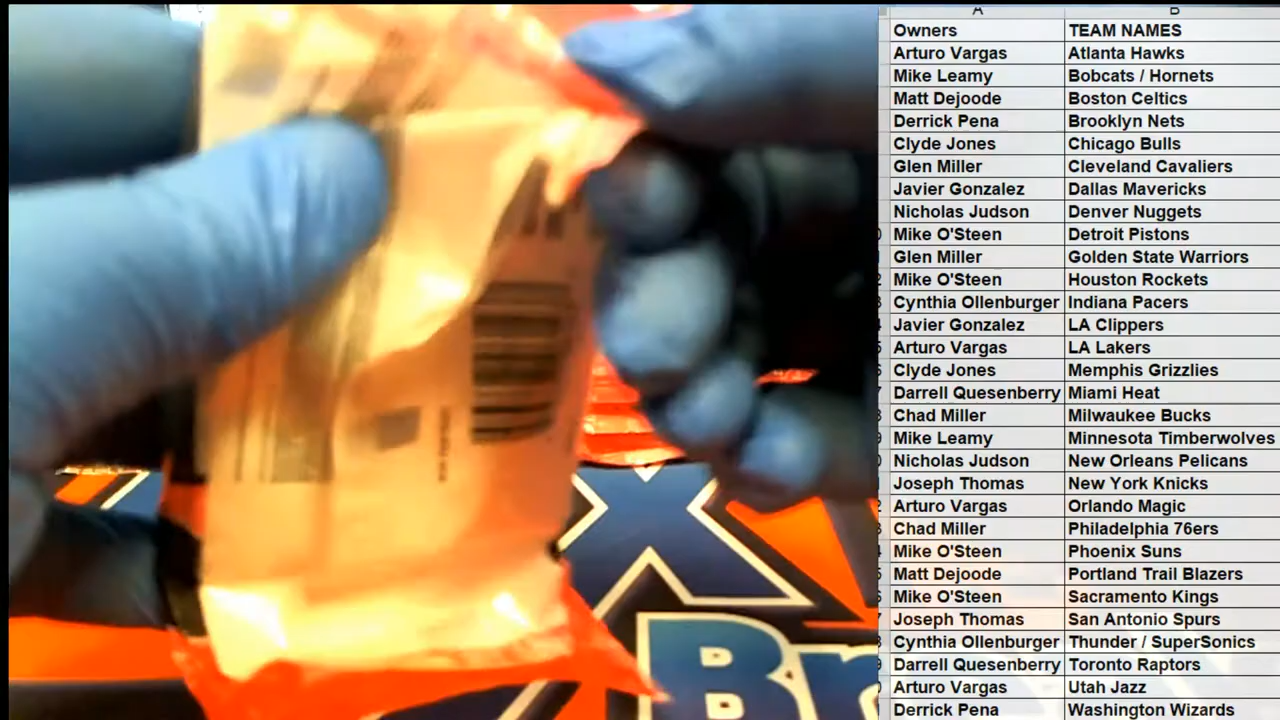 A B
Owners TEAM NAMES
Arturo Vargas Atlanta Hawks
Mike Leamy Bobcats / Hornets
Matt Dejoode Boston Celtics
Derrick Pena Brooklyn Nets
Clyde Jones Chicago Bulls
Glen Miller Cleveland Cavaliers
Javier Gonzalez Dallas Mavericks
Nicholas Judson Denver Nuggets
Mike O'Steen Detroit Pistons
Glen Miller Golden State Warriors
Mike O'Steen Houston Rockets
Cynthia Ollenburger Indiana Pacers
Javier Gonzalez LA Clippers
Arturo Vargas LA Lakers
Clyde Jones Memphis Grizzlies
Darrell Quesenberry Miami Heat
Chad Miller Milwaukee Bucks
Mike Leamy Minnesota Timberwolves
Nicholas Judson New Orleans Pelicans
Joseph Thomas New York Knicks
Arturo Vargas Orlando Magic
Chad Miller Philadelphia 76ers
Mike O'Steen Phoenix Suns
Matt Dejoode Portland Trail Blazers
Mike O'Steen Sacramento Kings
Joseph Thomas San Antonio Spurs
Cynthia Ollenburger Thunder / SuperSonics
Darrell Quesenberry Toronto Raptors
Arturo Vargas Utah Jazz
Derrick Pena Washington Wizards
X
Br